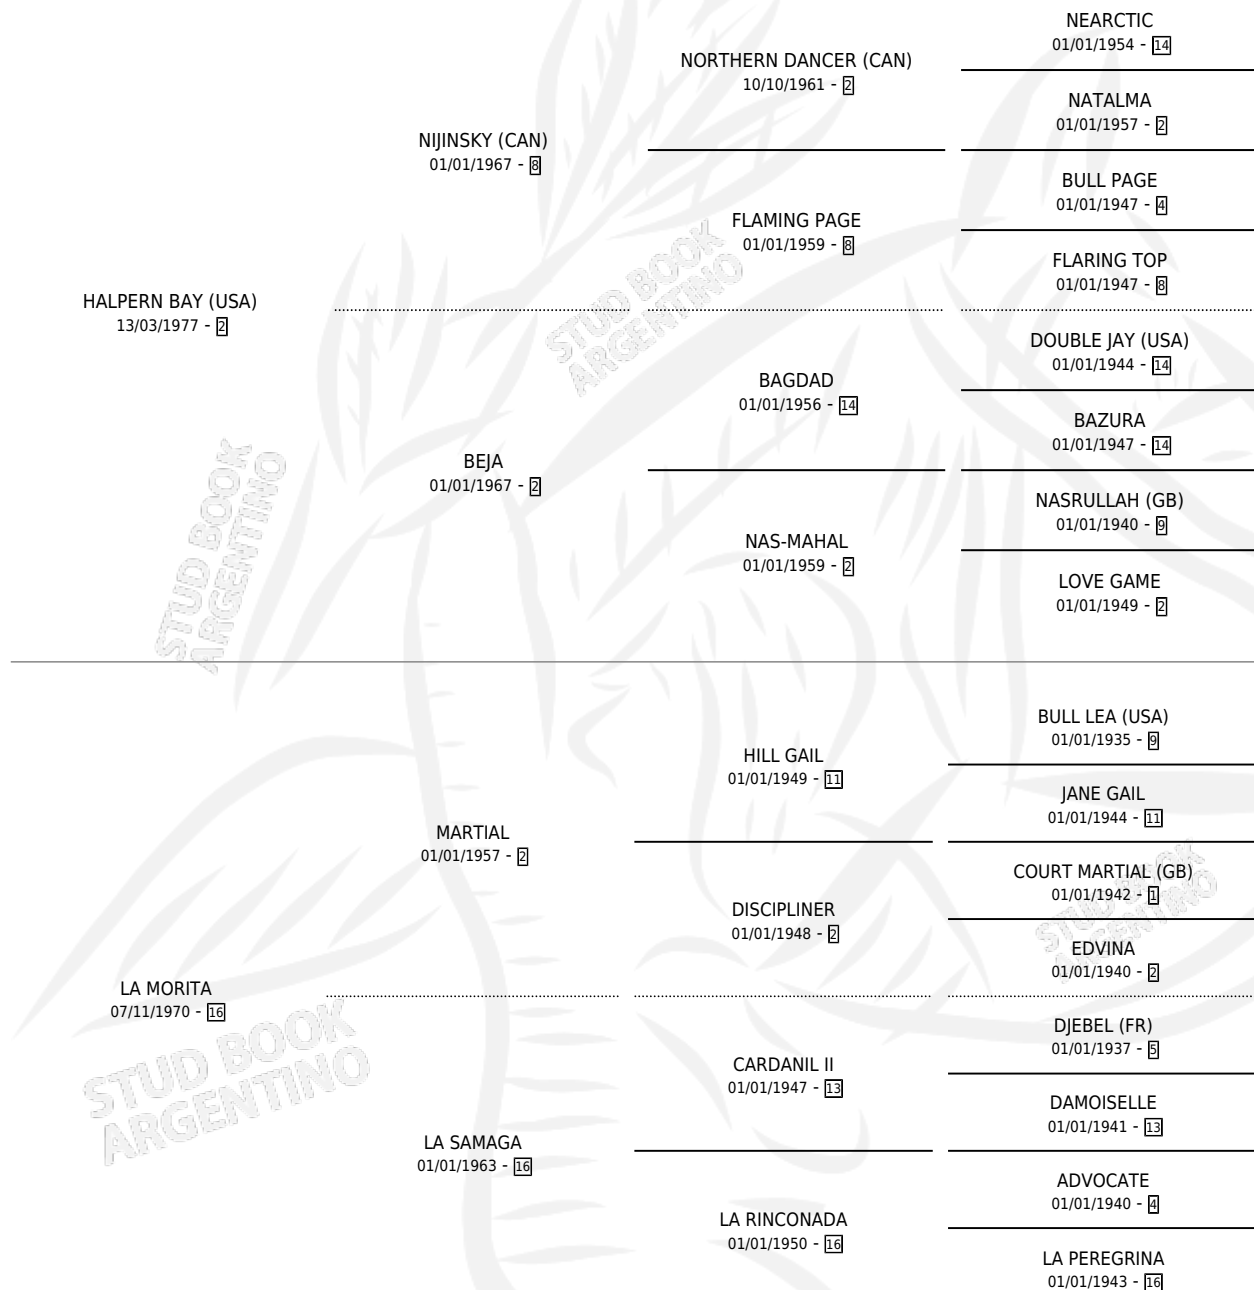 NEARCTIC
01/01/1954 - 14
NORTHERN DANCER (CAN)
10/10/1961 - 2
NATALMA
01/01/1957 - 2
NIJINSKY (CAN)
01/01/1967 - 8
BULL PAGE
01/01/1947 - 4
FLAMING PAGE
01/01/1959 - 8
FLARING TOP
01/01/1947 - 8
HALPERN BAY (USA)
13/03/1977 - 2
DOUBLE JAY (USA)
01/01/1944 - 14
BAGDAD
01/01/1956 - 14
BAZURA
01/01/1947 - 14
BEJA
01/01/1967 - 2
NASRULLAH (GB)
01/01/1940 - 9
NAS-MAHAL
01/01/1959 - 2
LOVE GAME
01/01/1949 - 2
BULL LEA (USA)
01/01/1935 - 9
HILL GAIL
01/01/1949 - 11
JANE GAIL
01/01/1944 - 11
MARTIAL
01/01/1957 - 2
COURT MARTIAL (GB)
01/01/1942 - 1
DISCIPLINER
01/01/1948 - 2
EDVINA
01/01/1940 - 2
LA MORITA
07/11/1970 - 16
DJEBEL (FR)
01/01/1937 - 5
CARDANIL II
01/01/1947 - 13
DAMOISELLE
01/01/1941 - 13
LA SAMAGA
01/01/1963 - 16
ADVOCATE
01/01/1940 - 4
LA RINCONADA
01/01/1950 - 16
LA PEREGRINA
01/01/1943 - 16
STUD BOOK
ARGENTINO
STUD BOOK
ARGENTINO
STUD BOOK
ARGENTINO
STUD BOOK
ARGENTINO